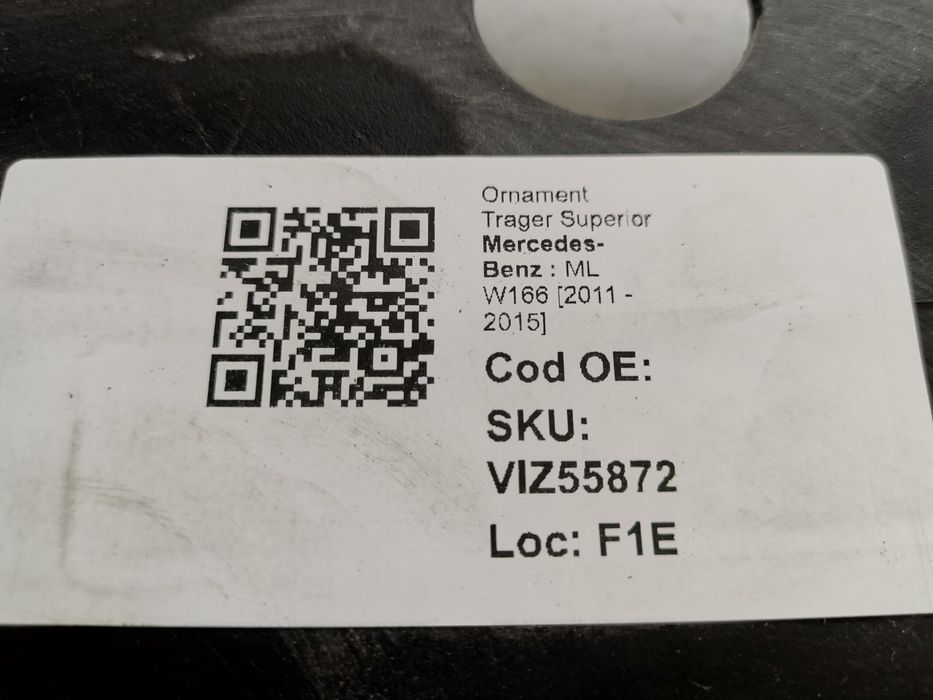 Ornament
Trager Superior
Mercedes-
Benz : ML
W166 [2011 -
2015]
Cod OE:
SKU:
VIZ55872
Loc: F1E